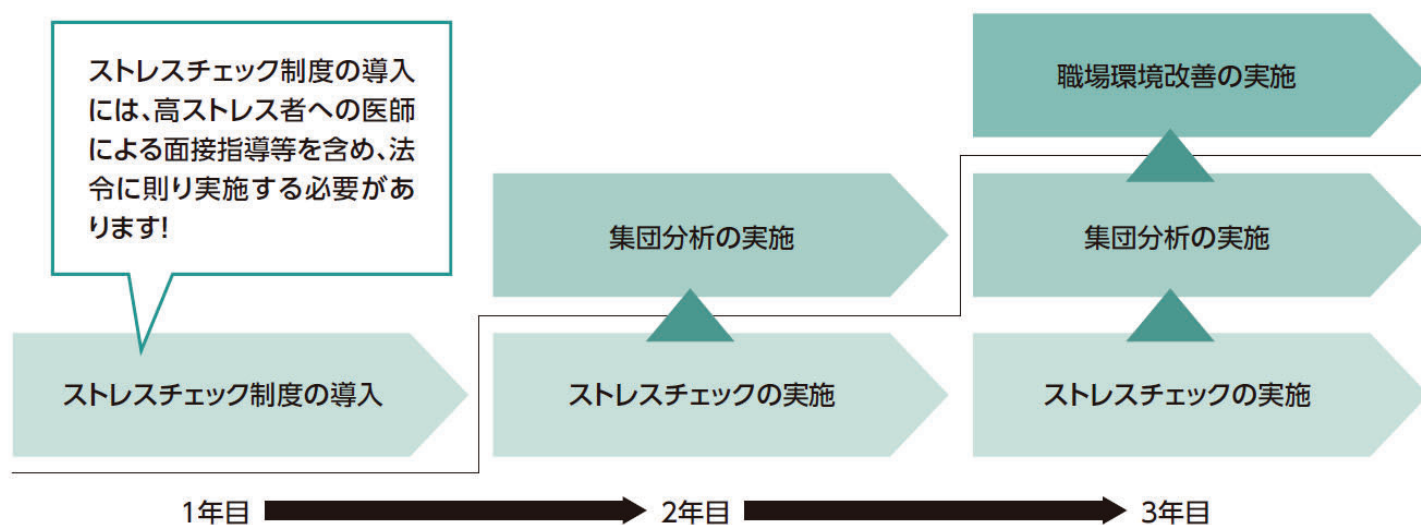 ストレスチェック制度の導入
には、高ストレス者への医師
による面接指導等を含め、法
令に則り実施する必要があ
ります!
ストレスチェック制度の導入
集団分析の実施
ストレスチェックの実施
職場環境改善の実施
集団分析の実施
ストレスチェックの実施
1年目
2年目
3年目